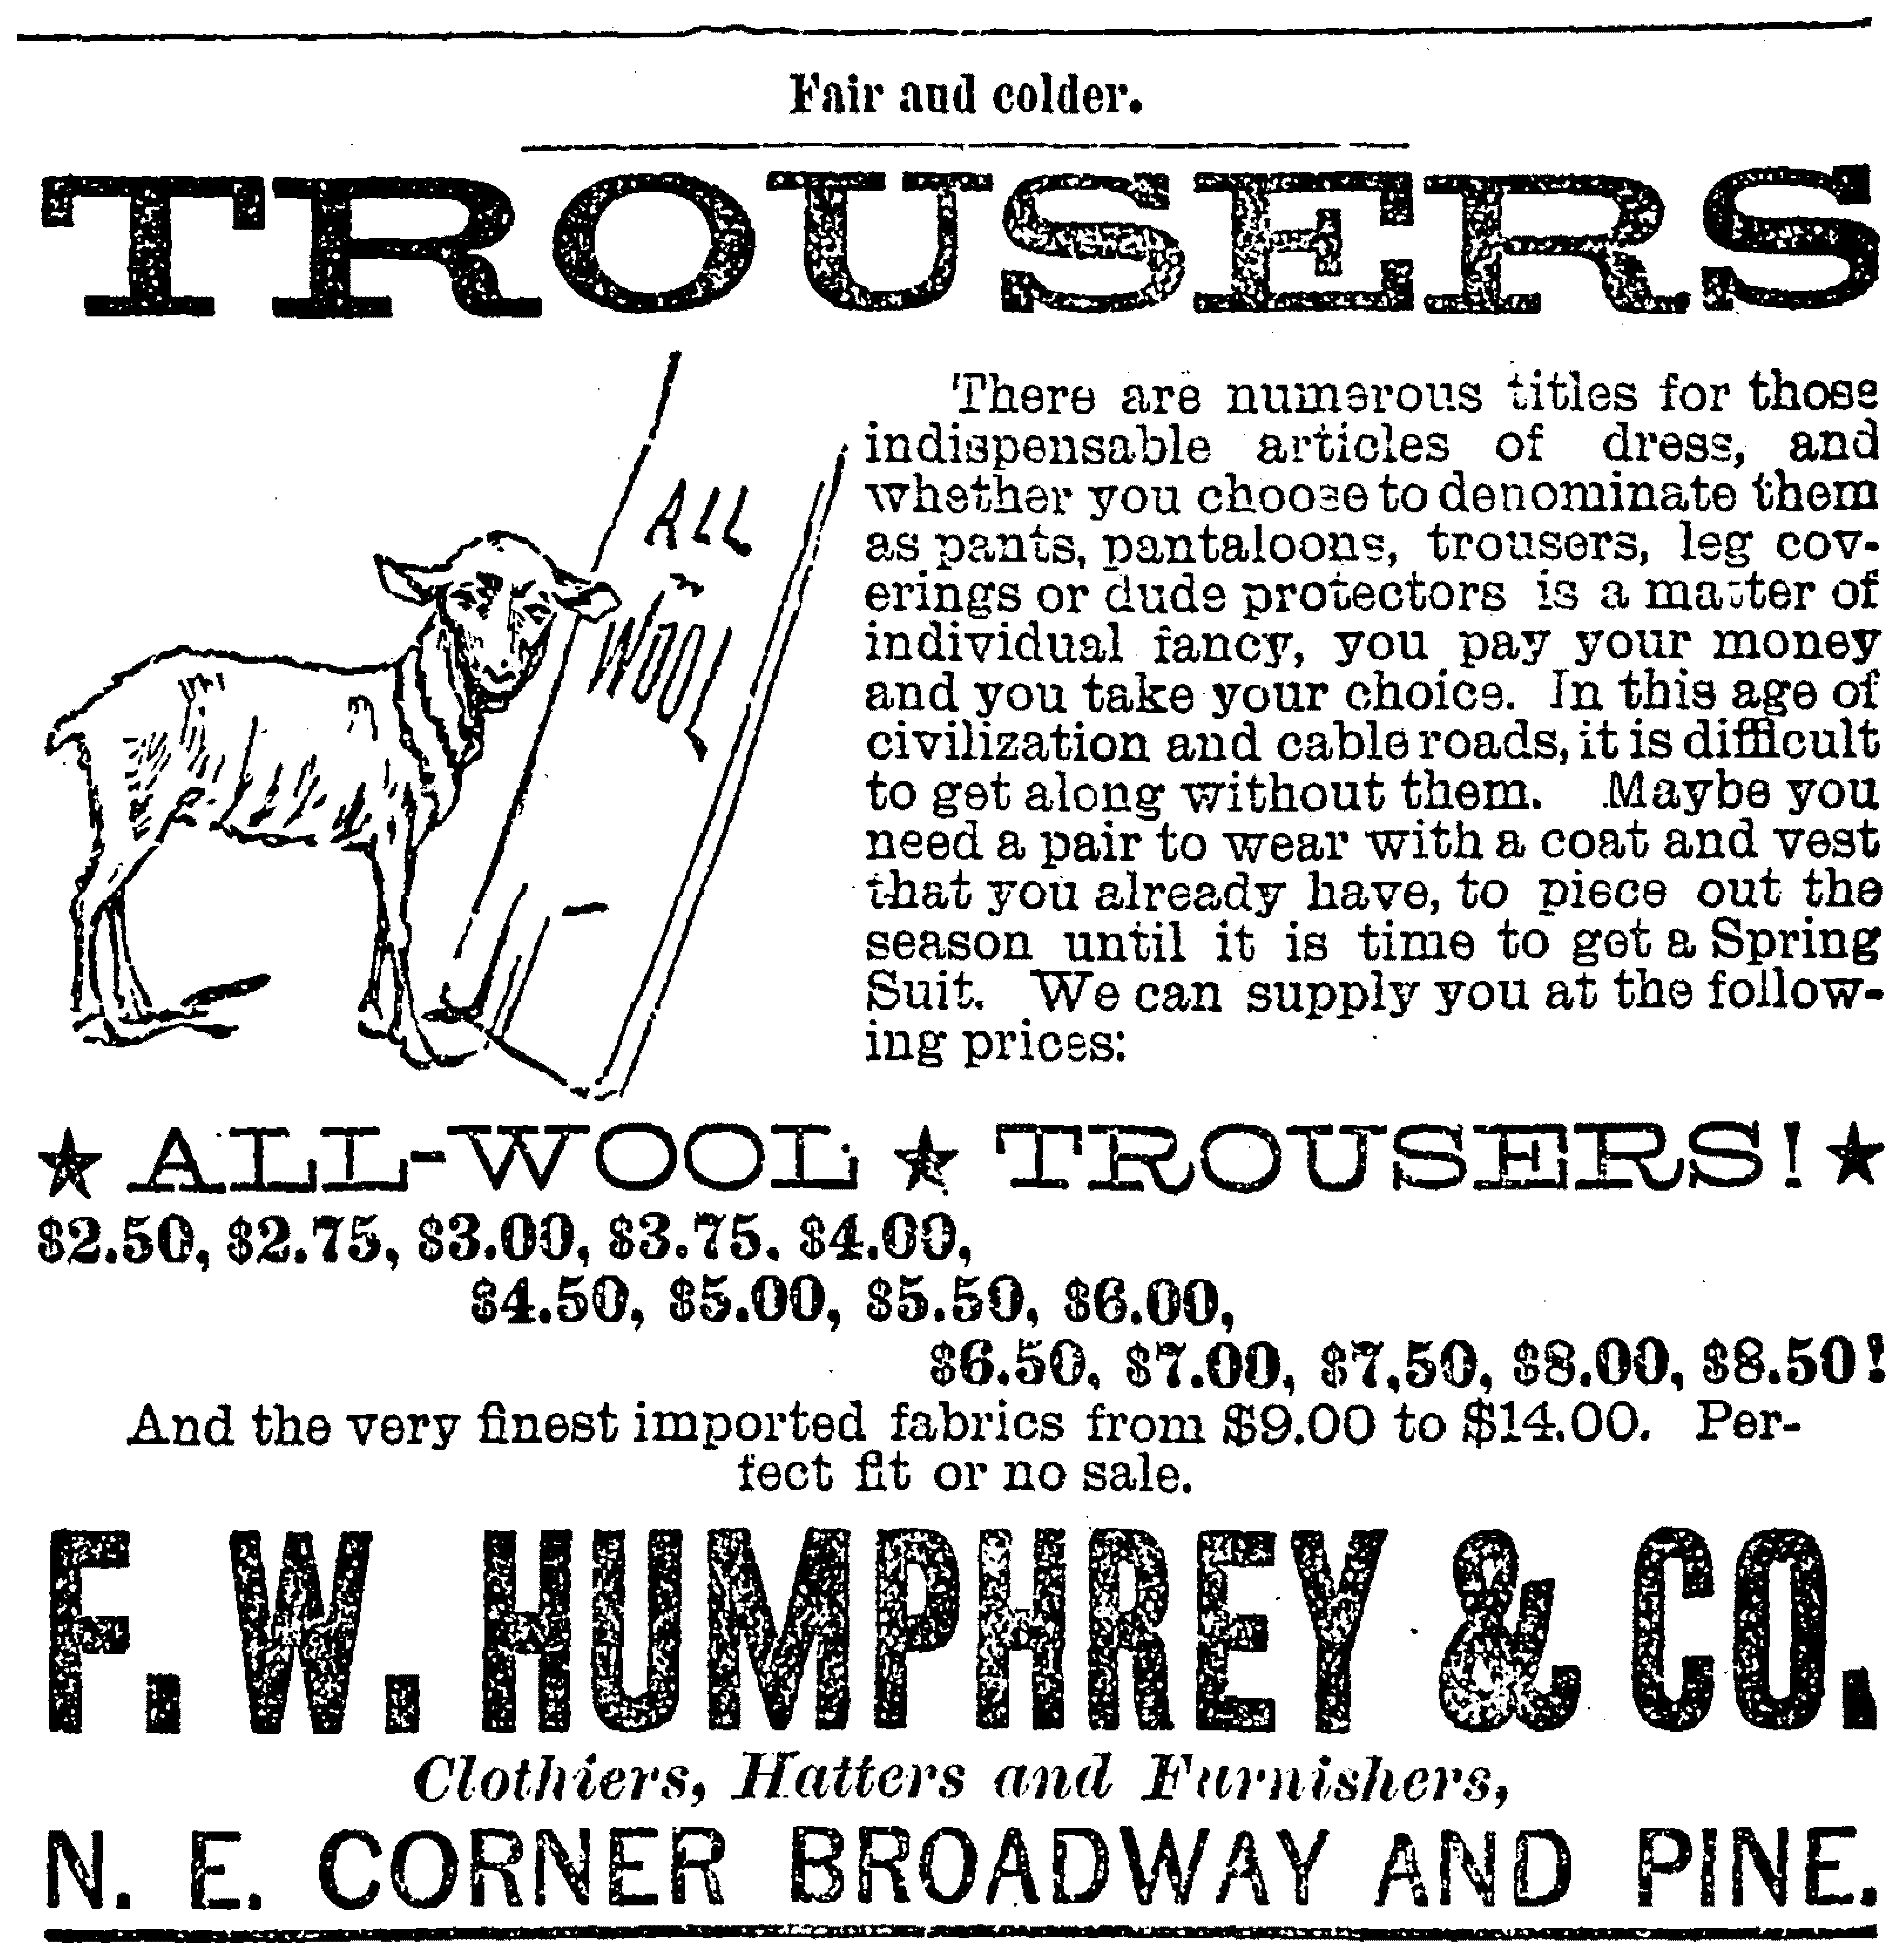 Fair and colder.
TROUSERS
ALL
WOOL
There are numerous titles for those
indispensable articles of dress, and
whether you choose to denominate them
as pants, pantaloons, trousers, leg cov-
erings or dude protectors is a matter of
individual fancy, you pay your money
and you take your choice. In this age of
civilization and cable roads, it is difficult
to get along without them. Maybe you
need a pair to wear with a coat and vest
that you already have, to piece out the
season until it is time to get a Spring
Suit. We can supply you at the follow-
ing prices:
★ ALL-WOOL ★ TROUSERS! ★
$2.50, $2.75, $3.00, $3.75, $4.00,
$4.50, $5.00, $5.50, $6.00,
$6.50, $7.00, $7.50, $8.00, $8.50!
And the very finest imported fabrics from $9.00 to $14.00. Per-
fect fit or no sale.
F. W. HUMPHREY & CO.
Clothiers, Hatters and Furnishers,
N. E. CORNER BROADWAY AND PINE.